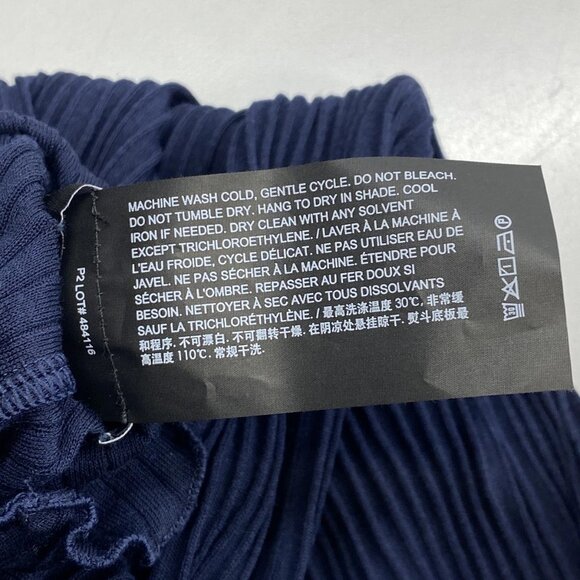 MACHINE WASH COLD, GENTLE CYCLE. DO NOT BLEACH.
DO NOT TUMBLE DRY. HANG TO DRY IN SHADE. COOL
IRON IF NEEDED. DRY CLEAN WITH ANY SOLVENT
EXCEPT TRICHLOROETHYLENE. / LAVER À LA MACHINE À
L'EAU FROIDE, CYCLE DÉLICAT. NE PAS UTILISER EAU DE
JAVEL. NE PAS SÉCHER À LA MACHINE. ÉTENDRE POUR
SÉCHER À L'OMBRE. REPASSER AU FER DOUX SI
BESOIN. NETTOYER À SEC AVEC TOUS DISSOLVANTS
SAUF LA TRICHLORÉTHYLÈNE. / 最高洗涤温度 30℃, 非常缓
和程序. 不可漂白. 不可翻转干燥. 在阴凉处悬挂晾干. 熨斗底板最
高温度 110℃. 常规干洗.
P2 LOT# 484116